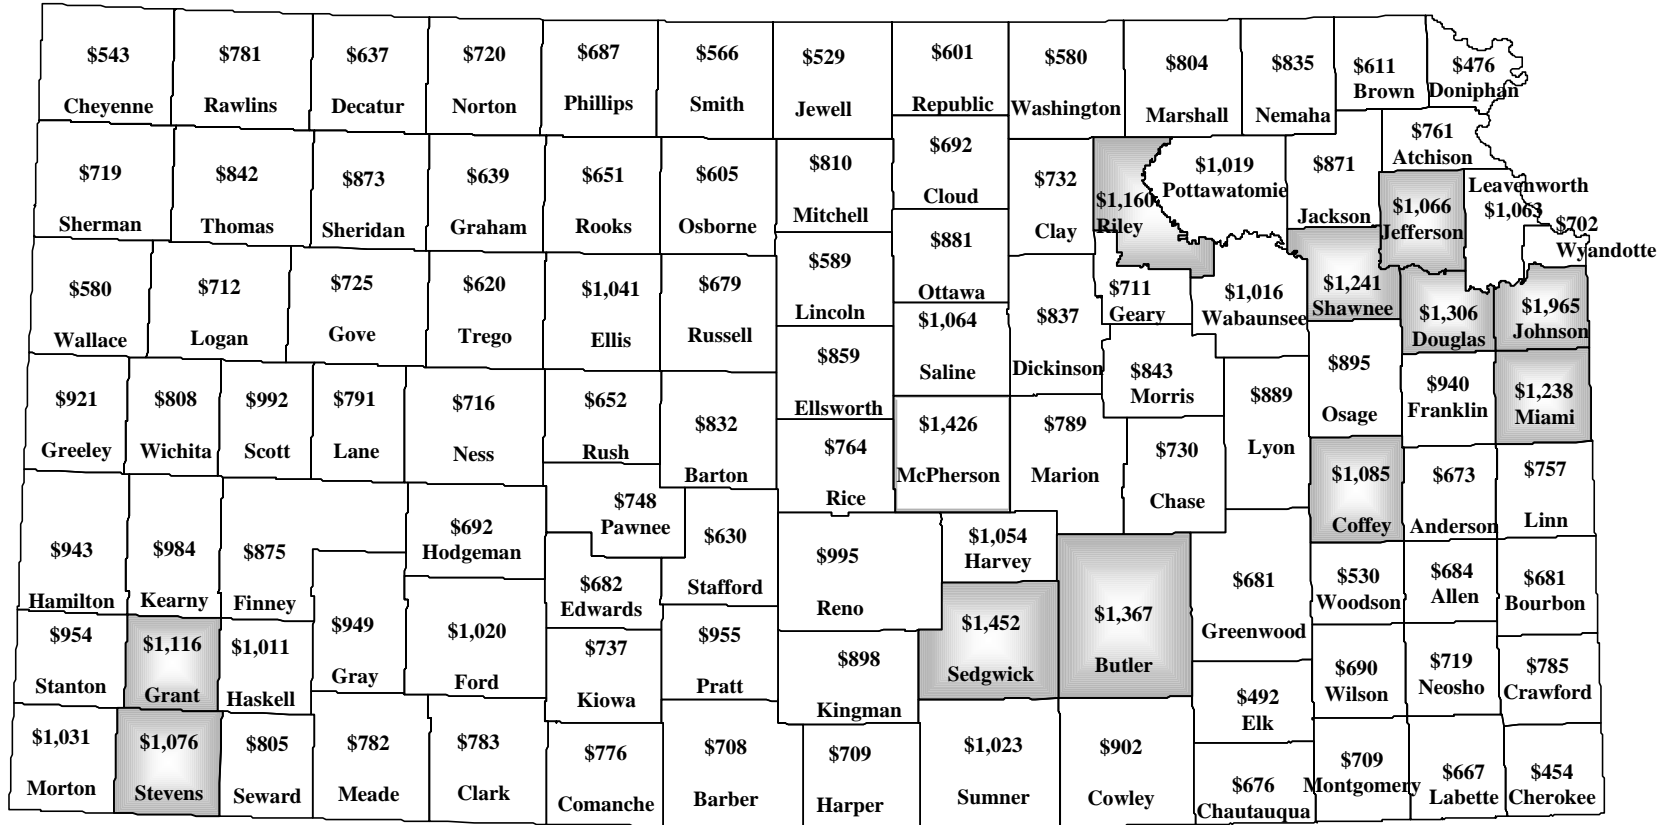 $543 $781 $637 $720 $687 $566 $529 $601 $580 $804 $835 $611 $476
Cheyenne Rawlins Decatur Norton Phillips Smith Jewell Republic Washington Marshall Nemaha Brown Doniphan
$719 $842 $873 $639 $651 $605 $810 $692 $732 $1,160 $1,019 $871 $761
Sherman Thomas Sheridan Graham Rooks Osborne Mitchell Cloud Clay Riley Pottawatomie Jackson Atchison
$1,066 Leavenworth
Jefferson $1,063
$702
Wyandotte
$580 $712 $725 $620 $1,041 $679 $589 $881 $837 $711 $1,016 $1,241 $1,306 $1,965
Wallace Logan Gove Trego Ellis Russell Lincoln Ottawa Dickinson Geary Wabaunsee Shawnee Douglas Johnson
$1,064
Saline
$921 $808 $992 $791 $716 $652 $832 $859 $1,426 $789 $843 $889 $895 $940 $1,238
Greeley Wichita Scott Lane Ness Rush Barton Ellsworth McPherson Marion Morris Lyon Osage Franklin Miami
$764 $730 $1,085 $673 $757
Rice Chase Coffey Anderson Linn
$943 $984 $875 $692 $748 $630 $995 $1,054 $681 $530 $684 $681
Hamilton Kearny Finney Hodgeman Pawnee Stafford Reno Harvey Greenwood Woodson Allen Bourbon
$682
Edwards
$954 $1,116 $1,011 $949 $1,020 $737 $955 $898 $1,452 $1,367 $690 $719 $785
Stanton Grant Haskell Gray Ford Kiowa Pratt Kingman Sedgwick Butler Wilson Neosho Crawford
$492
Elk
$1,031 $1,076 $805 $782 $783 $776 $708 $709 $1,023 $902 $676 $709 $667 $454
Morton Stevens Seward Meade Clark Comanche Barber Harper Sumner Cowley Chautauqua Montgomery Labette Cherokee